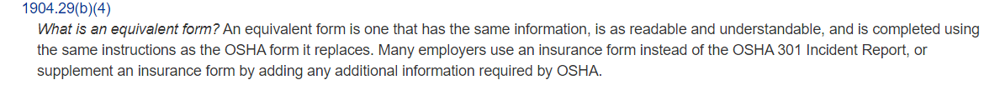 1904.29(b)(4)
What is an equivalent form? An equivalent form is one that has the same information, is as readable and understandable, and is completed using
the same instructions as the OSHA form it replaces. Many employers use an insurance form instead of the OSHA 301 Incident Report, or
supplement an insurance form by adding any additional information required by OSHA.